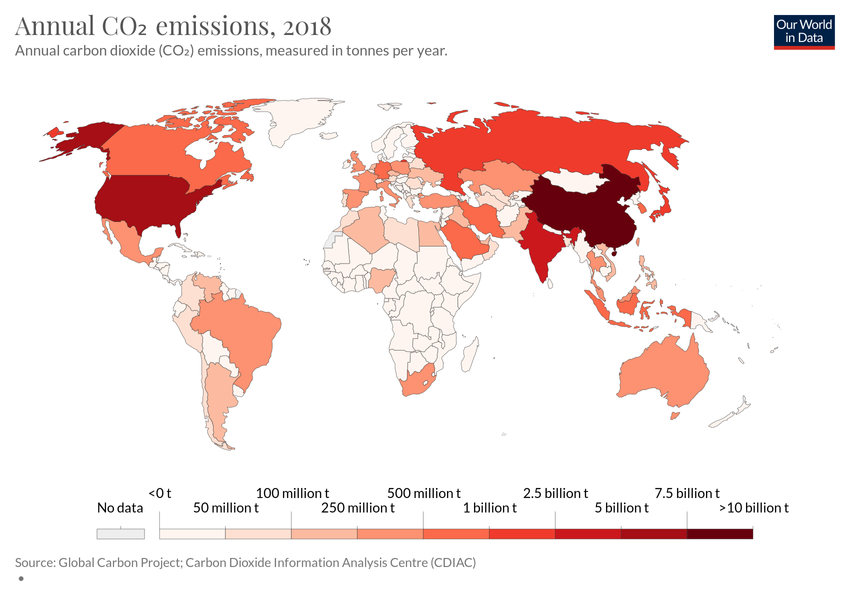 Annual CO₂ emissions, 2018
Annual carbon dioxide (CO₂) emissions, measured in tonnes per year.
Our World
in Data
<0 t 100 million t 500 million t 2.5 billion t 7.5 billion t
No data 50 million t 250 million t 1 billion t 5 billion t >10 billion t
Source: Global Carbon Project; Carbon Dioxide Information Analysis Centre (CDIAC)